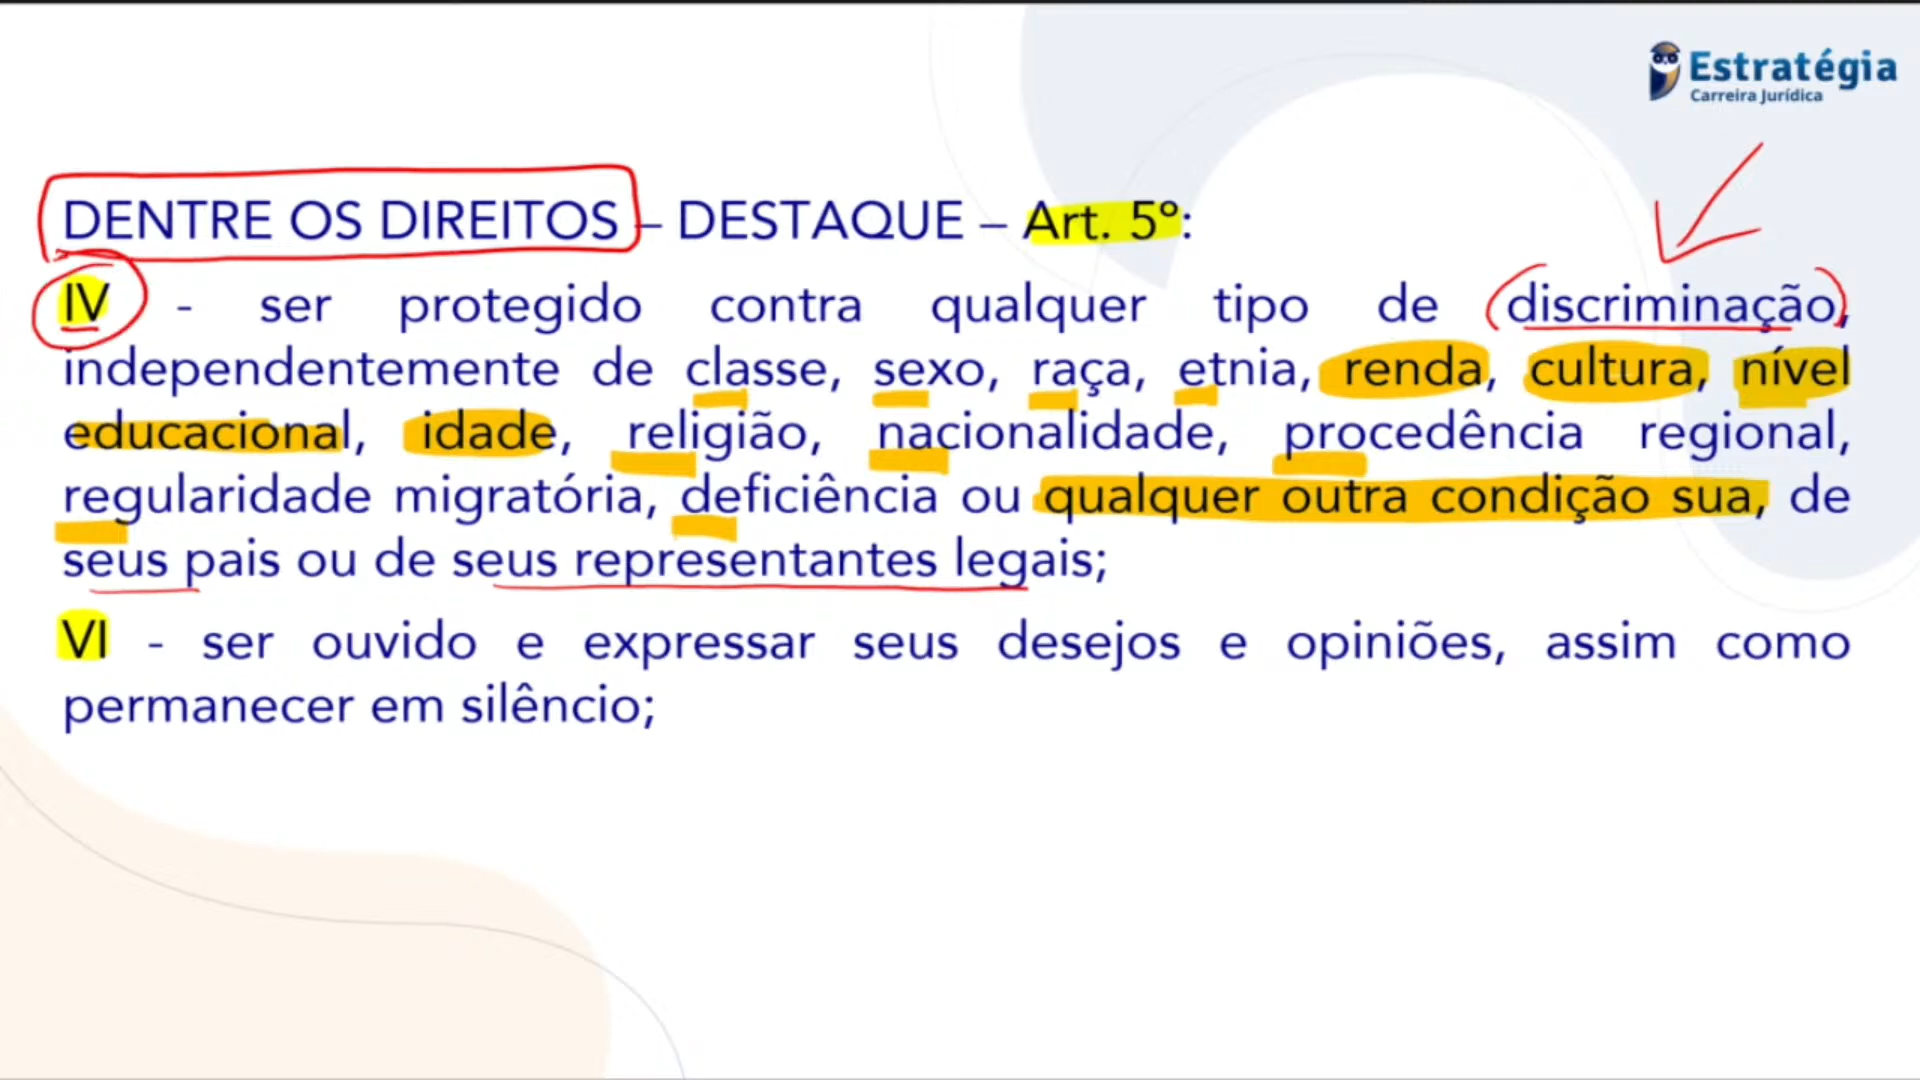 Estratégia
Carreira Jurídica
DENTRE OS DIREITOS – DESTAQUE – Art. 5º:
IV - ser protegido contra qualquer tipo de discriminação,
independentemente de classe, sexo, raça, etnia, renda, cultura, nível
educacional, idade, religião, nacionalidade, procedência regional,
regularidade migratória, deficiência ou qualquer outra condição sua, de
seus pais ou de seus representantes legais;
VI - ser ouvido e expressar seus desejos e opiniões, assim como
permanecer em silêncio;